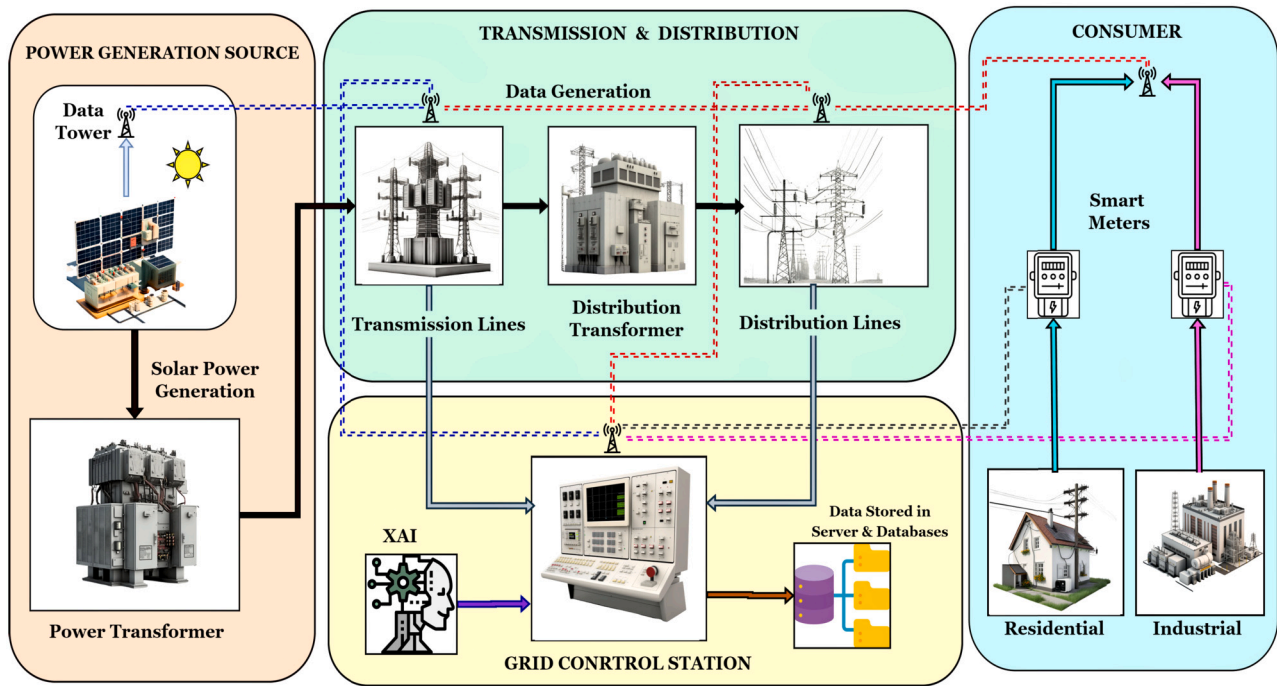 POWER GENERATION SOURCE
Data
Tower
Solar Power
Generation
Power Transformer
TRANSMISSION & DISTRIBUTION
Data Generation
Transmission Lines
Distribution
Transformer
Distribution Lines
XAI
Data Stored in
Server & Databases
GRID CONRTROL STATION
CONSUMER
Smart
Meters
Residential
Industrial